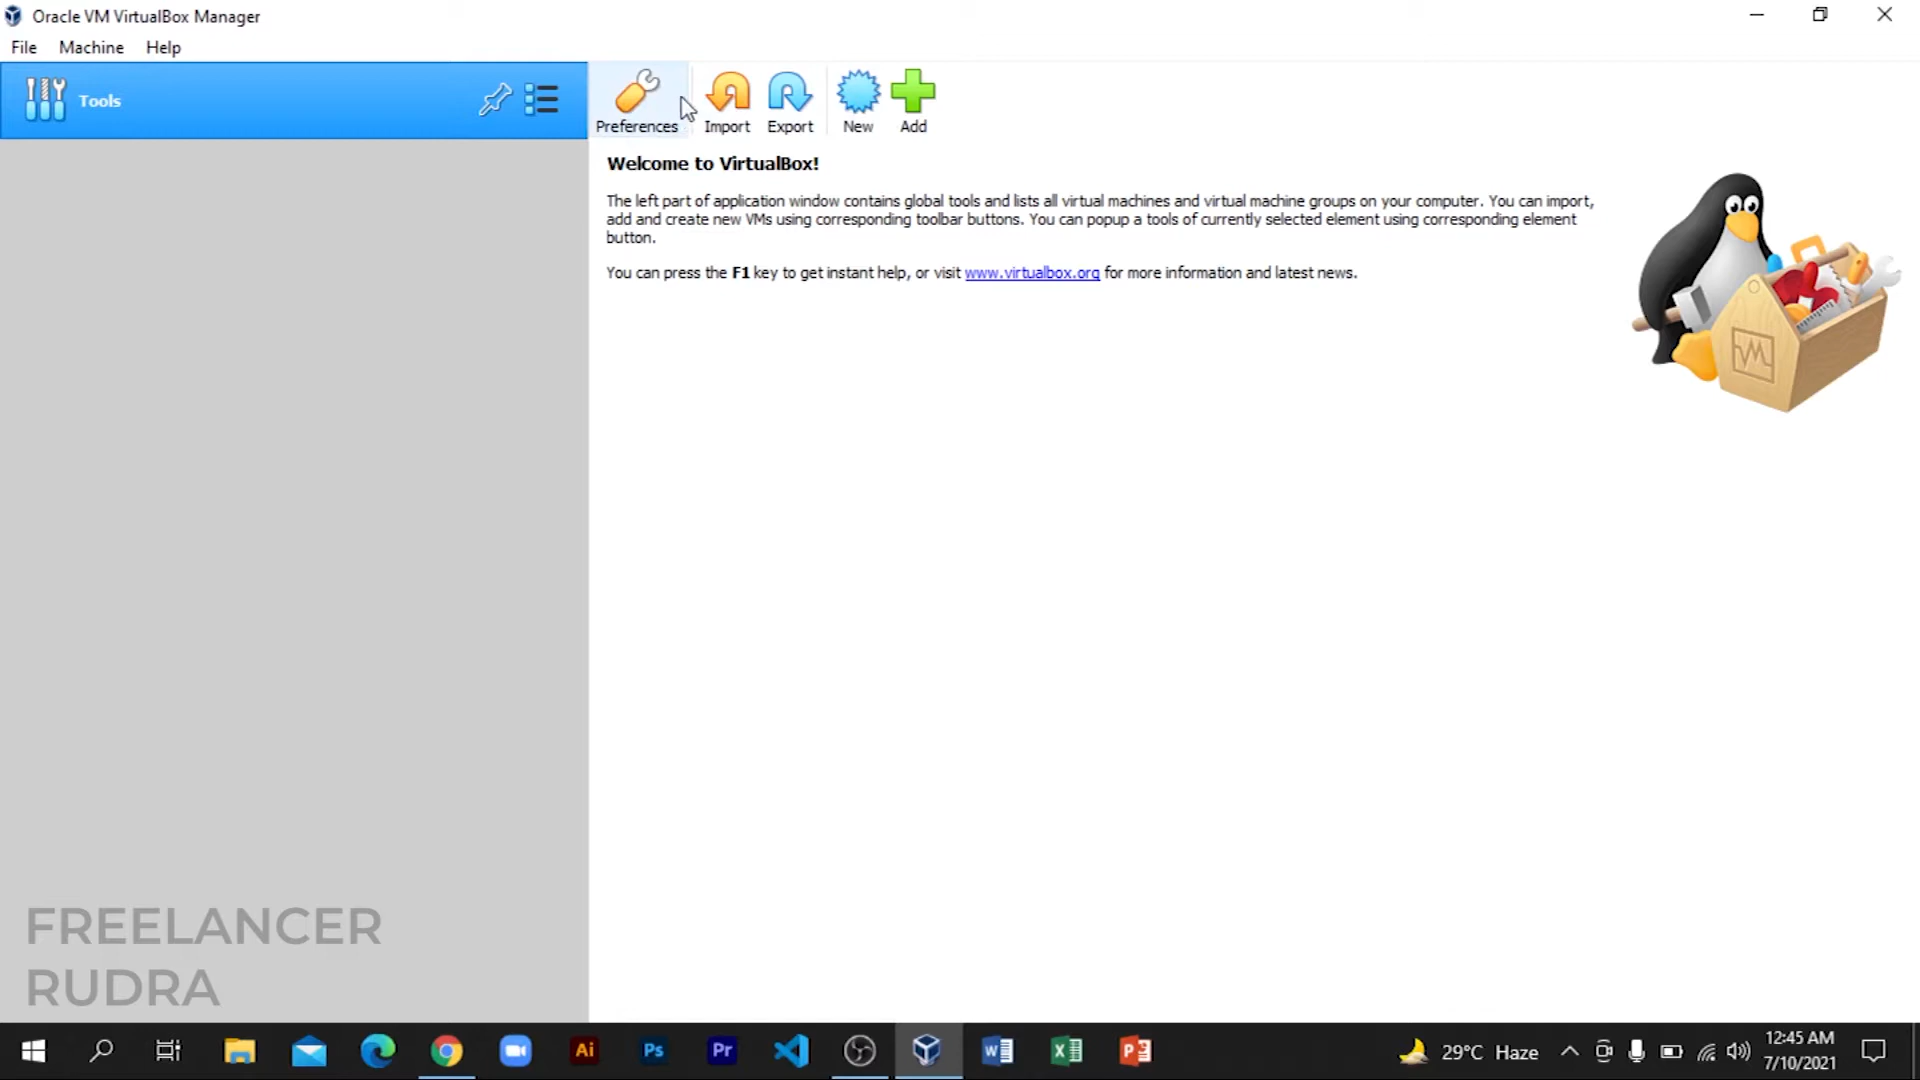 Oracle VM VirtualBox Manager
File Machine Help
Tools
Preferences Import Export New Add
Welcome to VirtualBox!
The left part of application window contains global tools and lists all virtual machines and virtual machine groups on your computer. You can import,
add and create new VMs using corresponding toolbar buttons. You can popup a tools of currently selected element using corresponding element
button.
You can press the F1 key to get instant help, or visit www.virtualbox.org for more information and latest news.
FREELANCER
RUDRA
Ai Ps Pr
29°C Haze
12:45 AM
7/10/2021